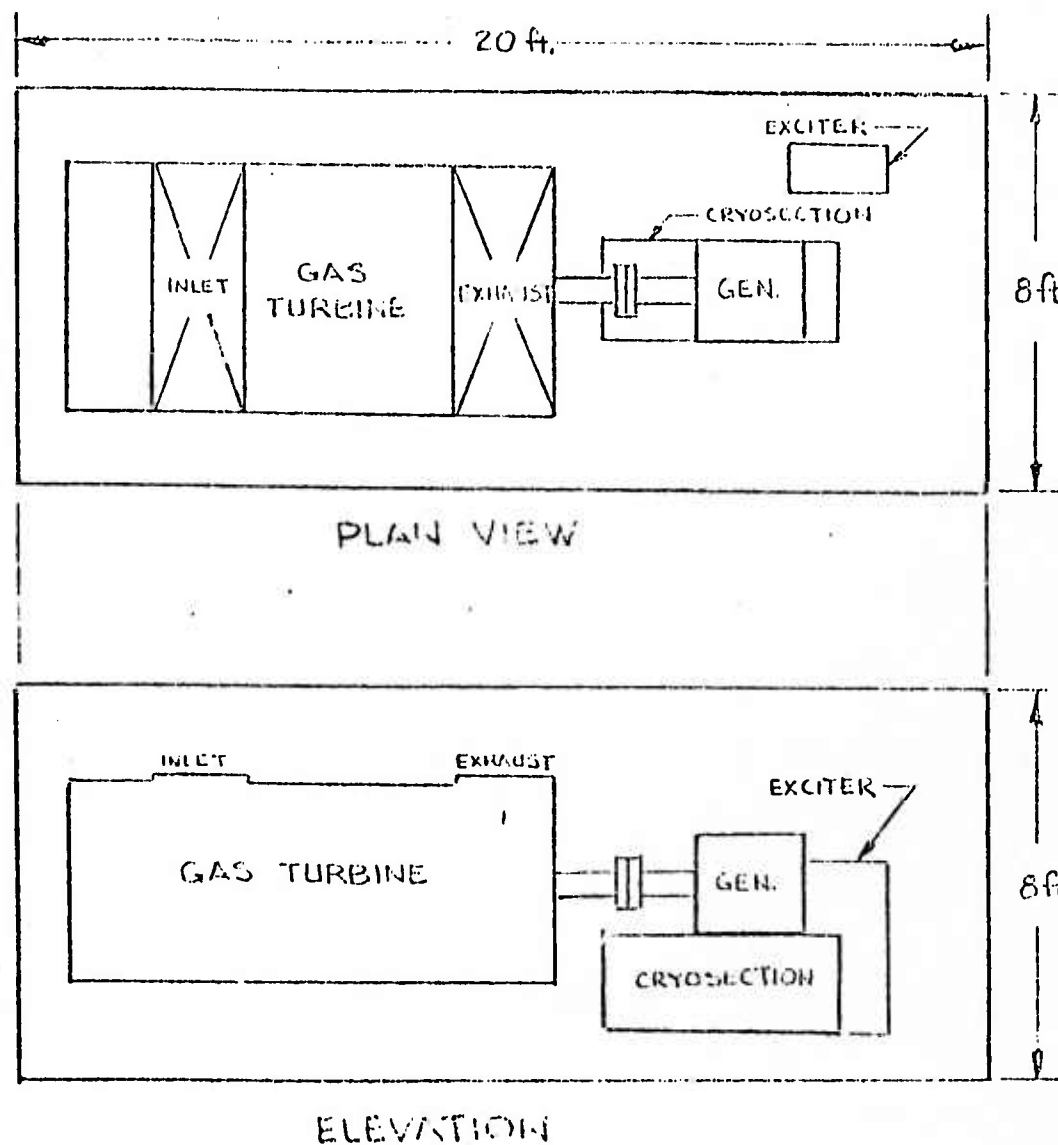 20 ft.
EXCITER
CRYOSECTION
INLET
GAS
TURBINE
EXHAUST
GEN.
8 ft
PLAN VIEW
INLET
EXHAUST
EXCITER
GAS TURBINE
GEN.
8 ft
CRYOSECTION
ELEVATION